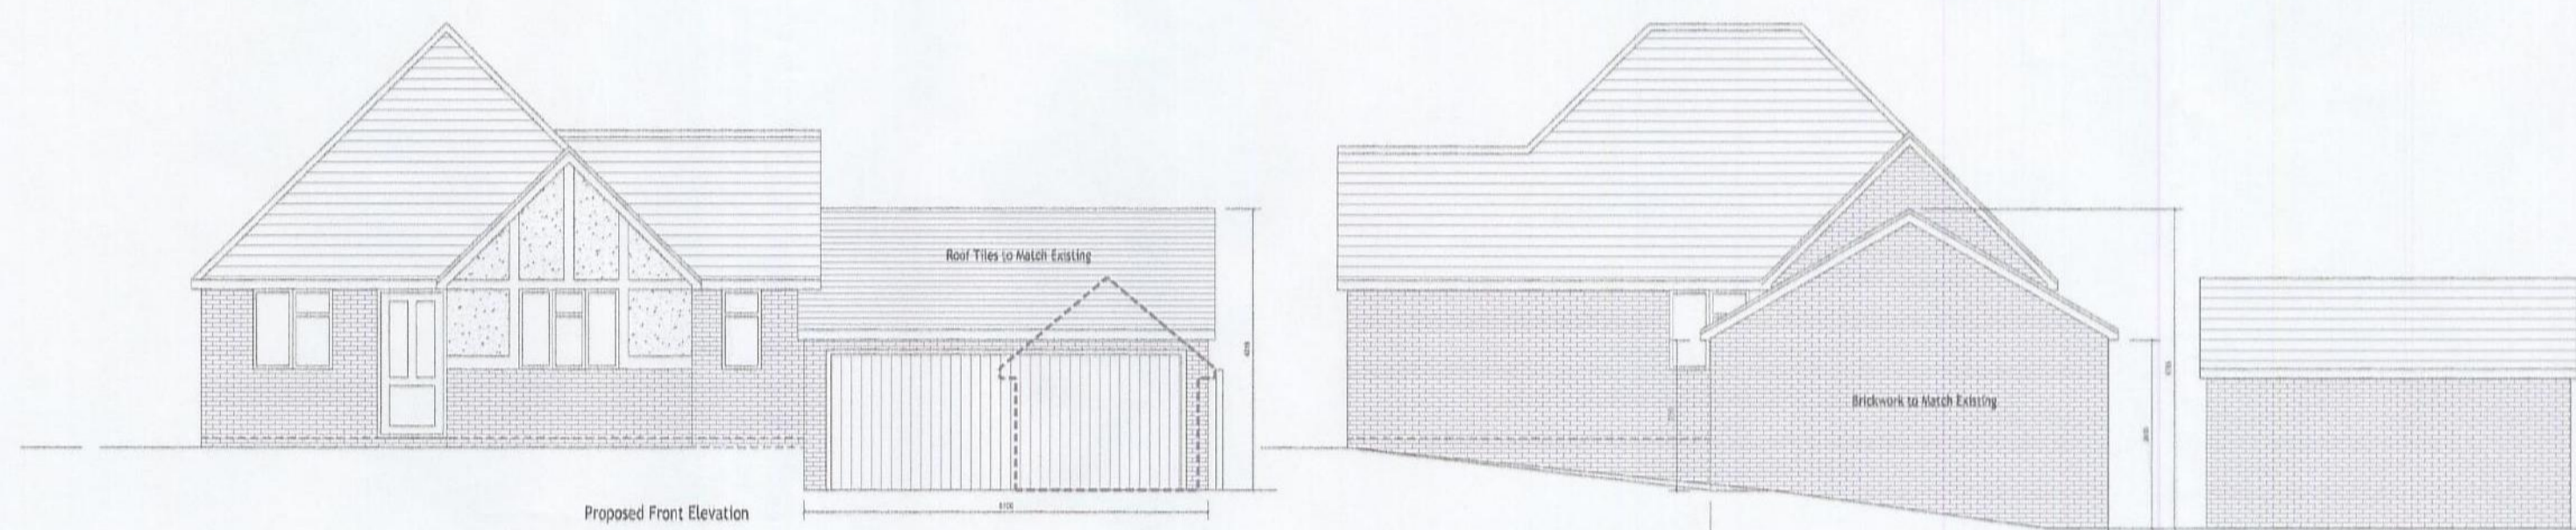 Roof Tiles to Match Existing
Proposed Front Elevation
Brickwork to Match Existing